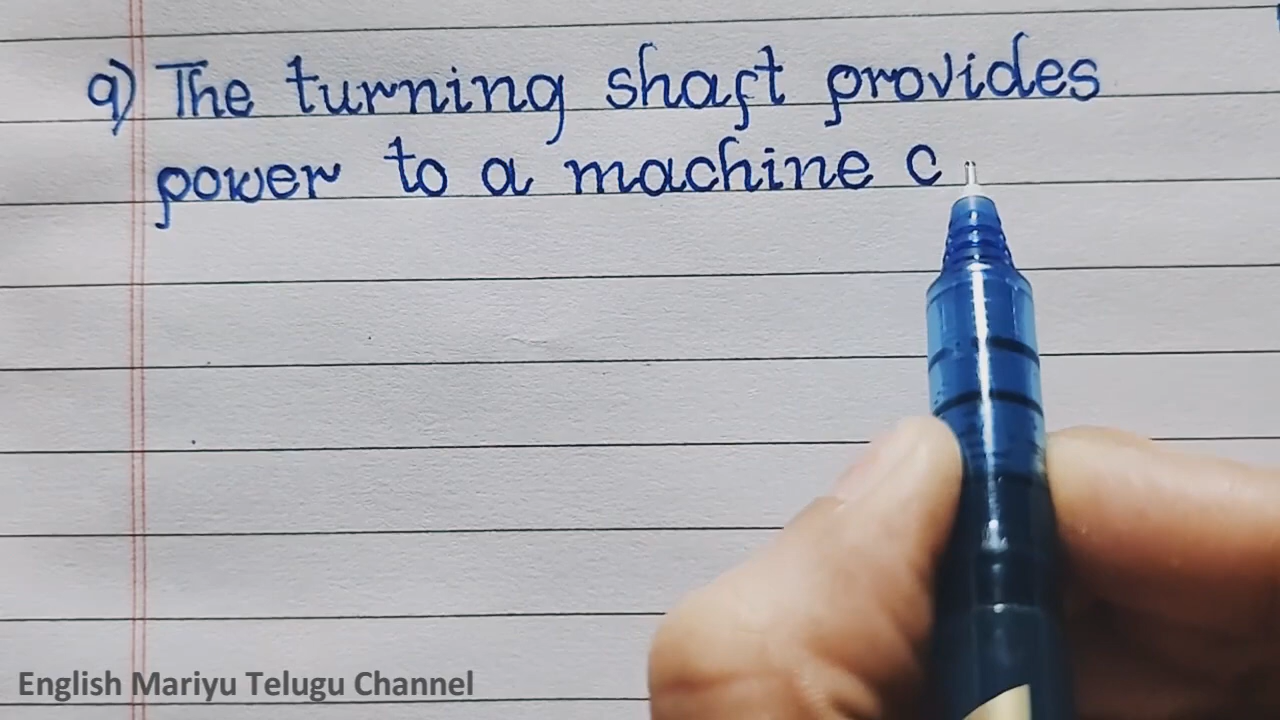 9) The turning shaft provides
power to a machine c
English Mariyu Telugu Channel